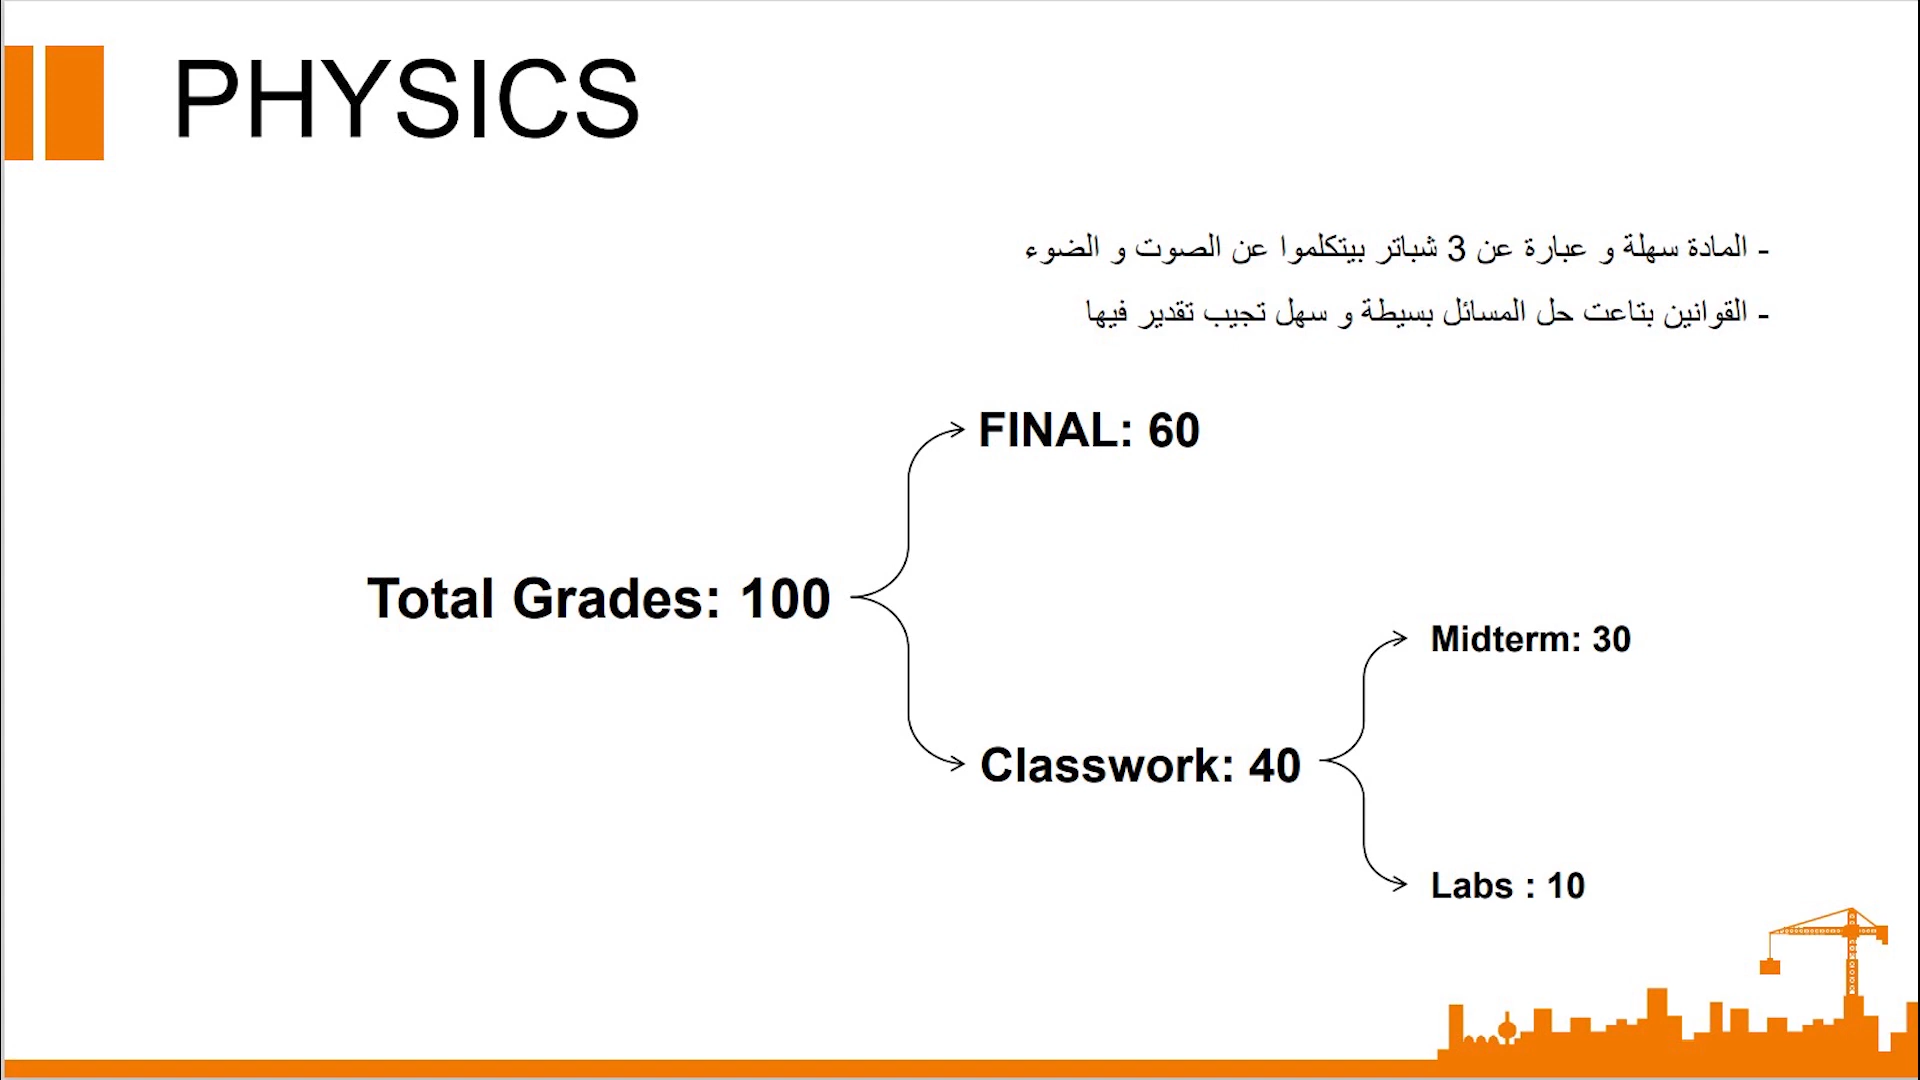 PHYSICS
- المادة سهلة و عبارة عن 3 شباتر بيتكلموا عن الصوت و الضوء
- القوانين بتاعت حل المسائل بسيطة و سهل تجيب تقدير فيها
FINAL: 60
Total Grades: 100
Midterm: 30
Classwork: 40
Labs : 10